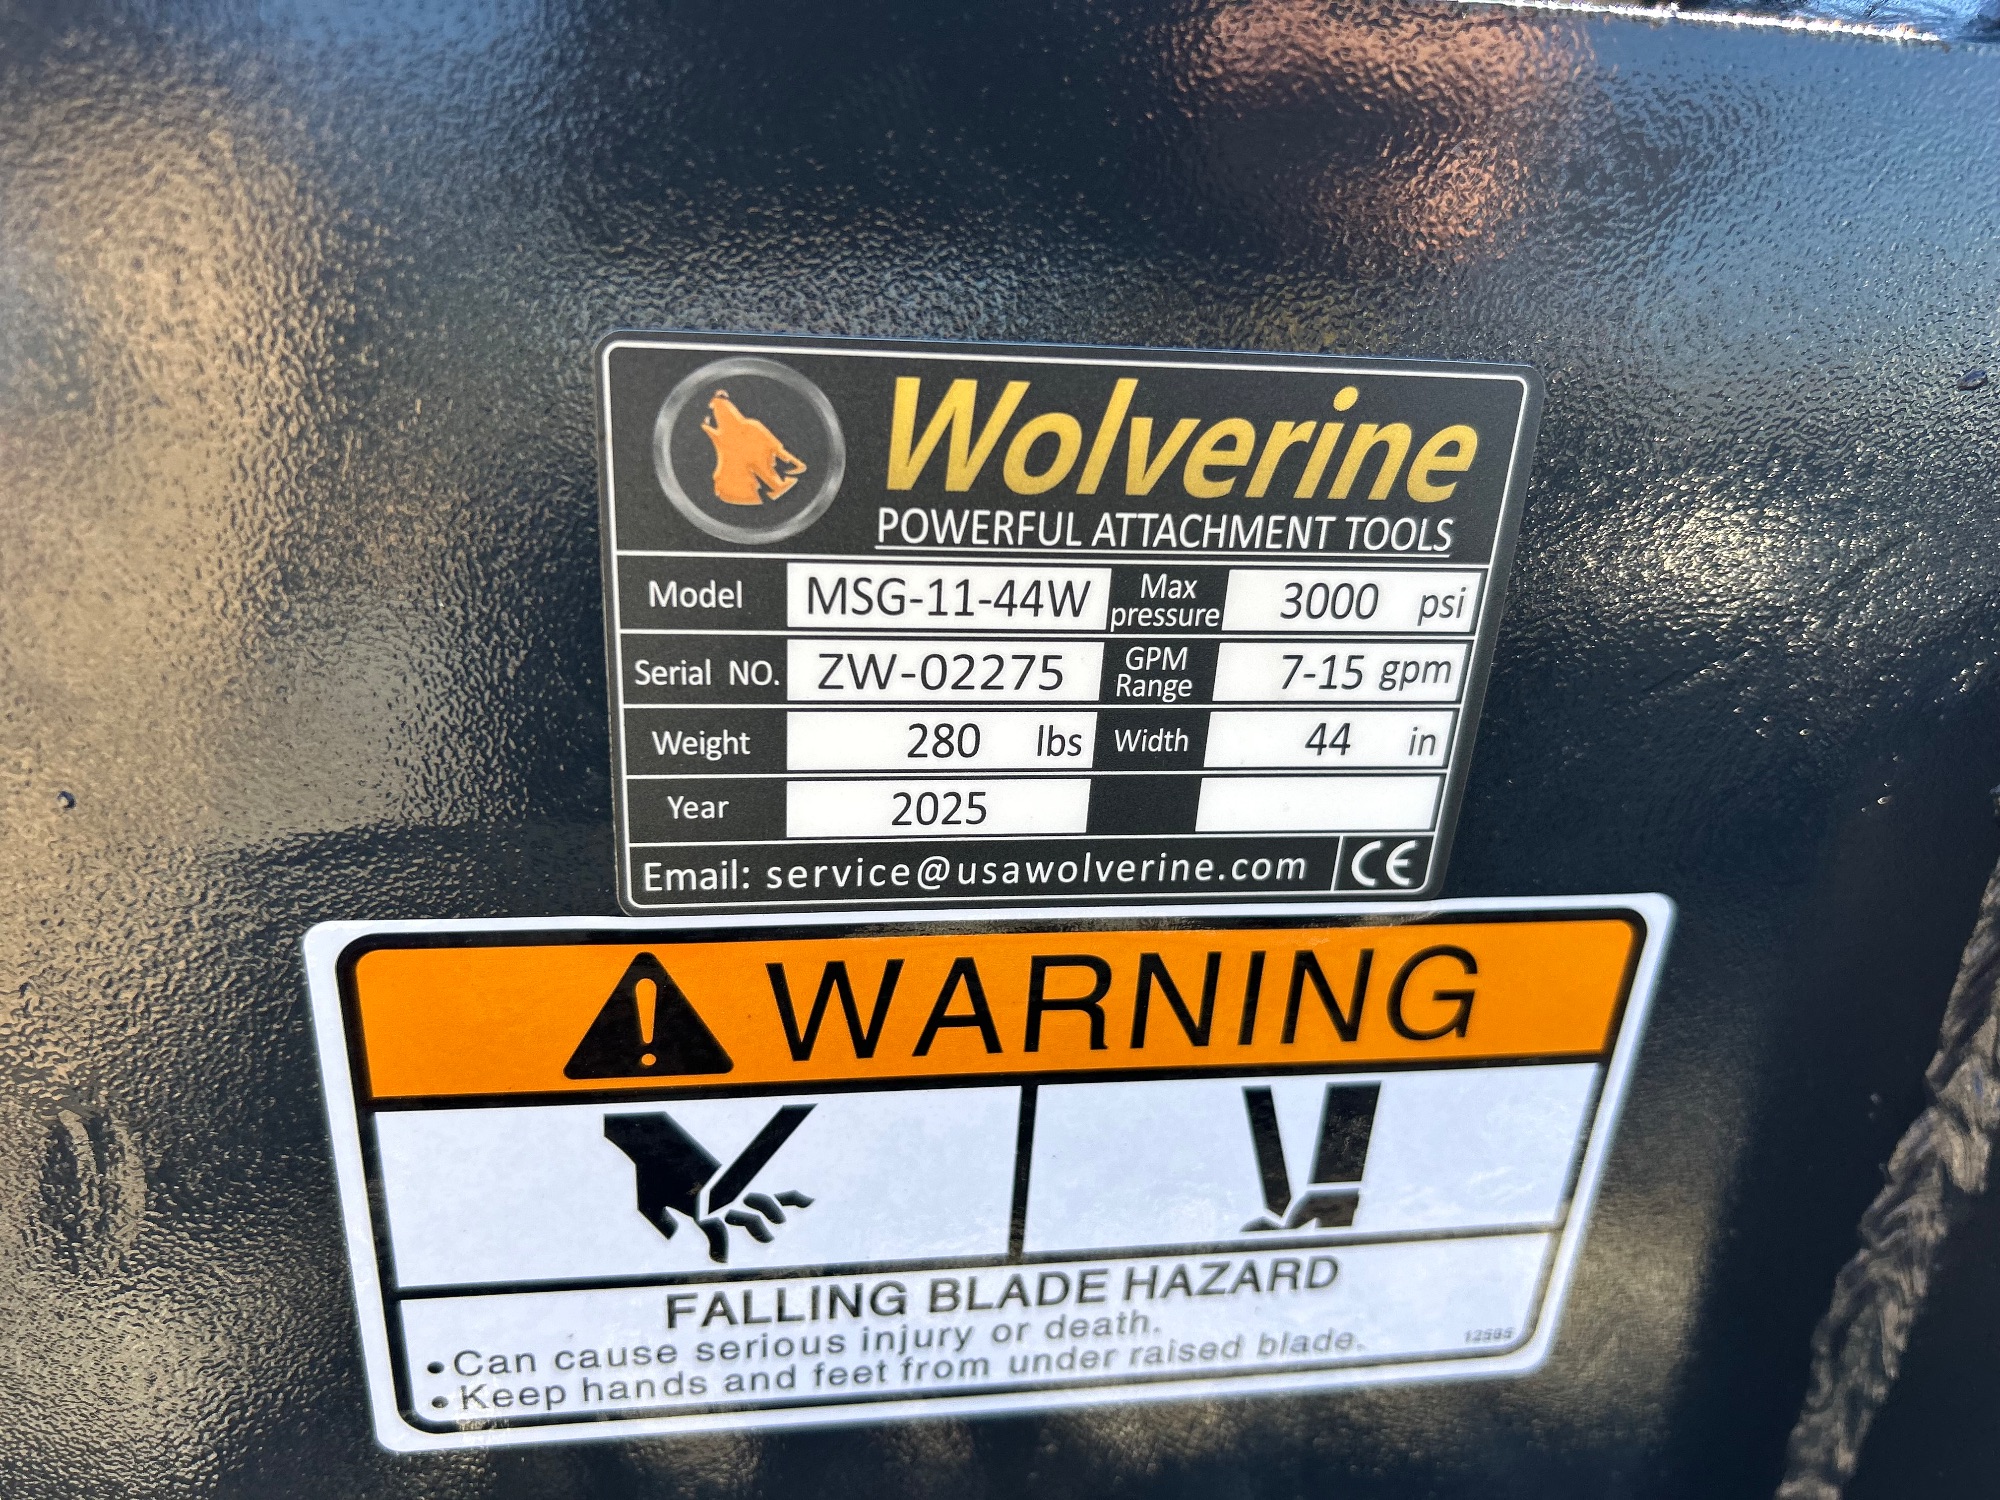 Wolverine
POWERFUL ATTACHMENT TOOLS
Model MSG-11-44W Max pressure 3000 psi
Serial NO. ZW-02275 GPM Range 7-15 gpm
Weight 280 lbs Width 44 in
Year 2025
Email: service@usawolverine.com CE
WARNING
FALLING BLADE HAZARD
• Can cause serious injury or death.
• Keep hands and feet from under raised blade.
12595